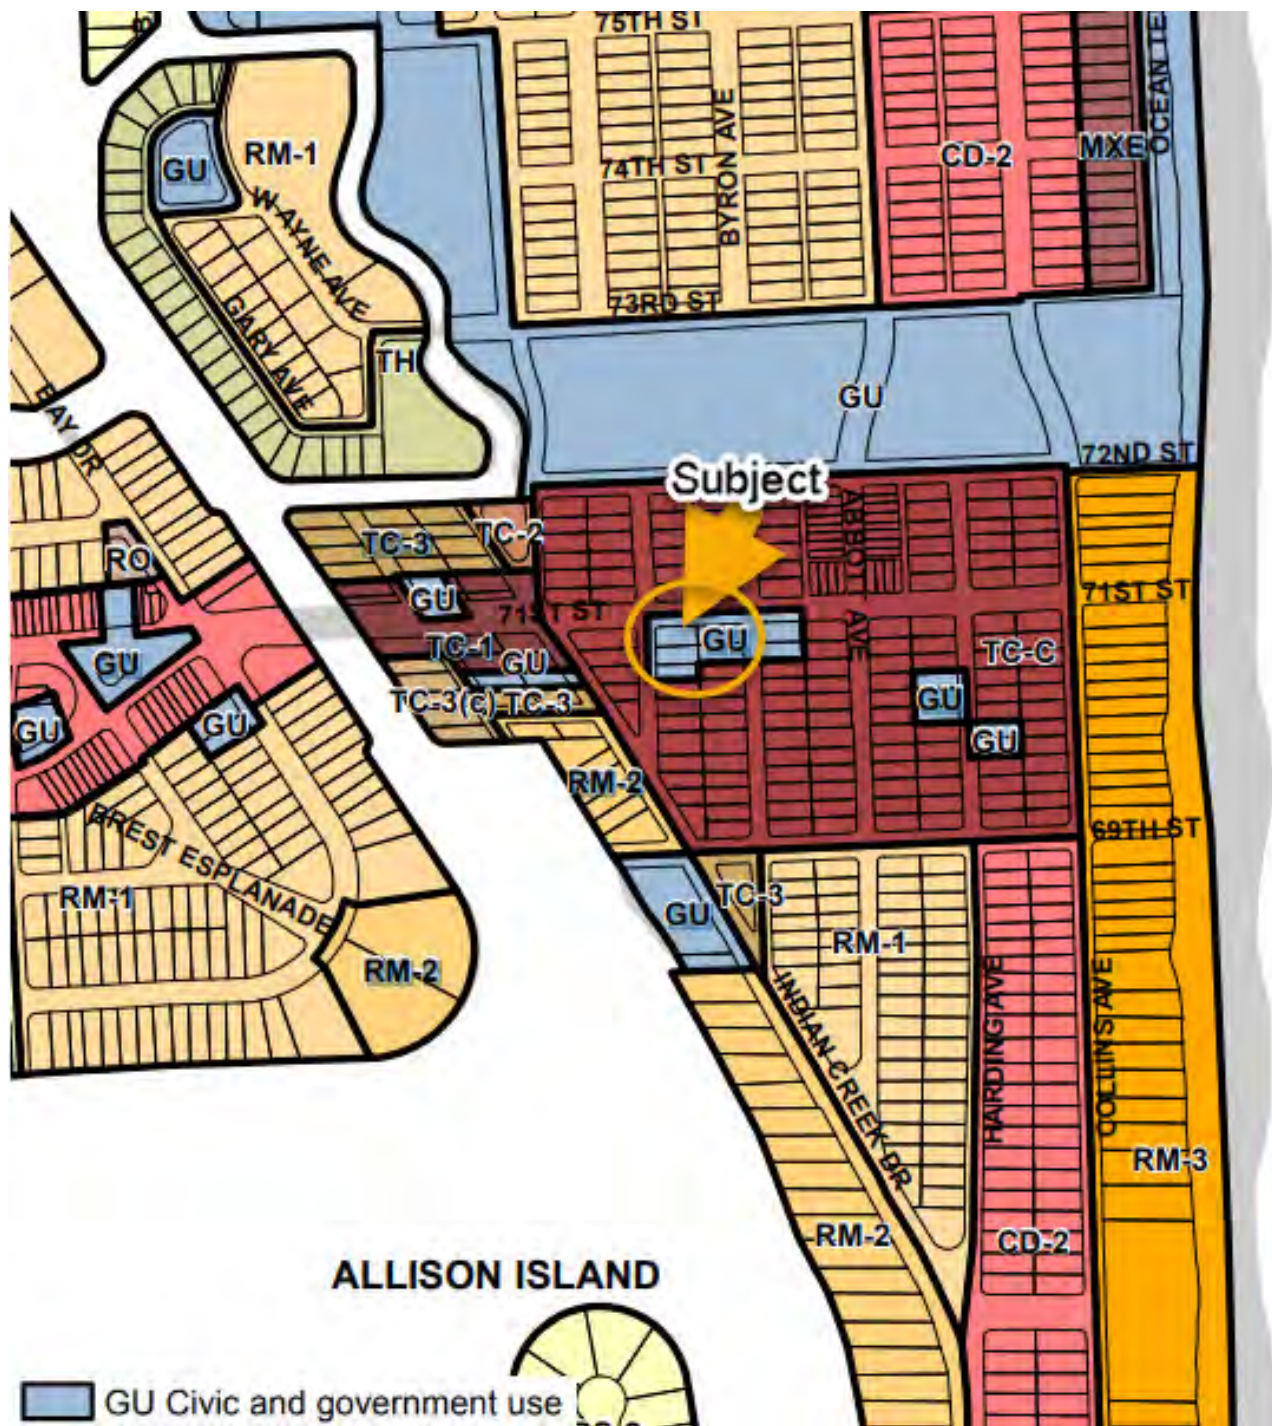 75TH ST
OCEAN TE
BYRON AVE
GU
RM-1
74TH ST
CD-2
MXE
WAYNE AVE
GARY AVE
73RD ST
TH
GU
BAY DR
72ND ST
Subject
ABBOTT AVE
TC-3
TC-2
RO
GU
71ST ST
71ST ST
TC-1
GU
GU
TC-C
GU
TC-3(c)
TC-3
GU
GU
GU
GU
RM-2
BREST ESPLANADE
69TH ST
RM-1
TC-3
GU
RM-1
RM-2
INDIAN CREEK DR
HARDING AVE
COLLINS AVE
RM-3
RM-2
CD-2
ALLISON ISLAND
GU Civic and government use